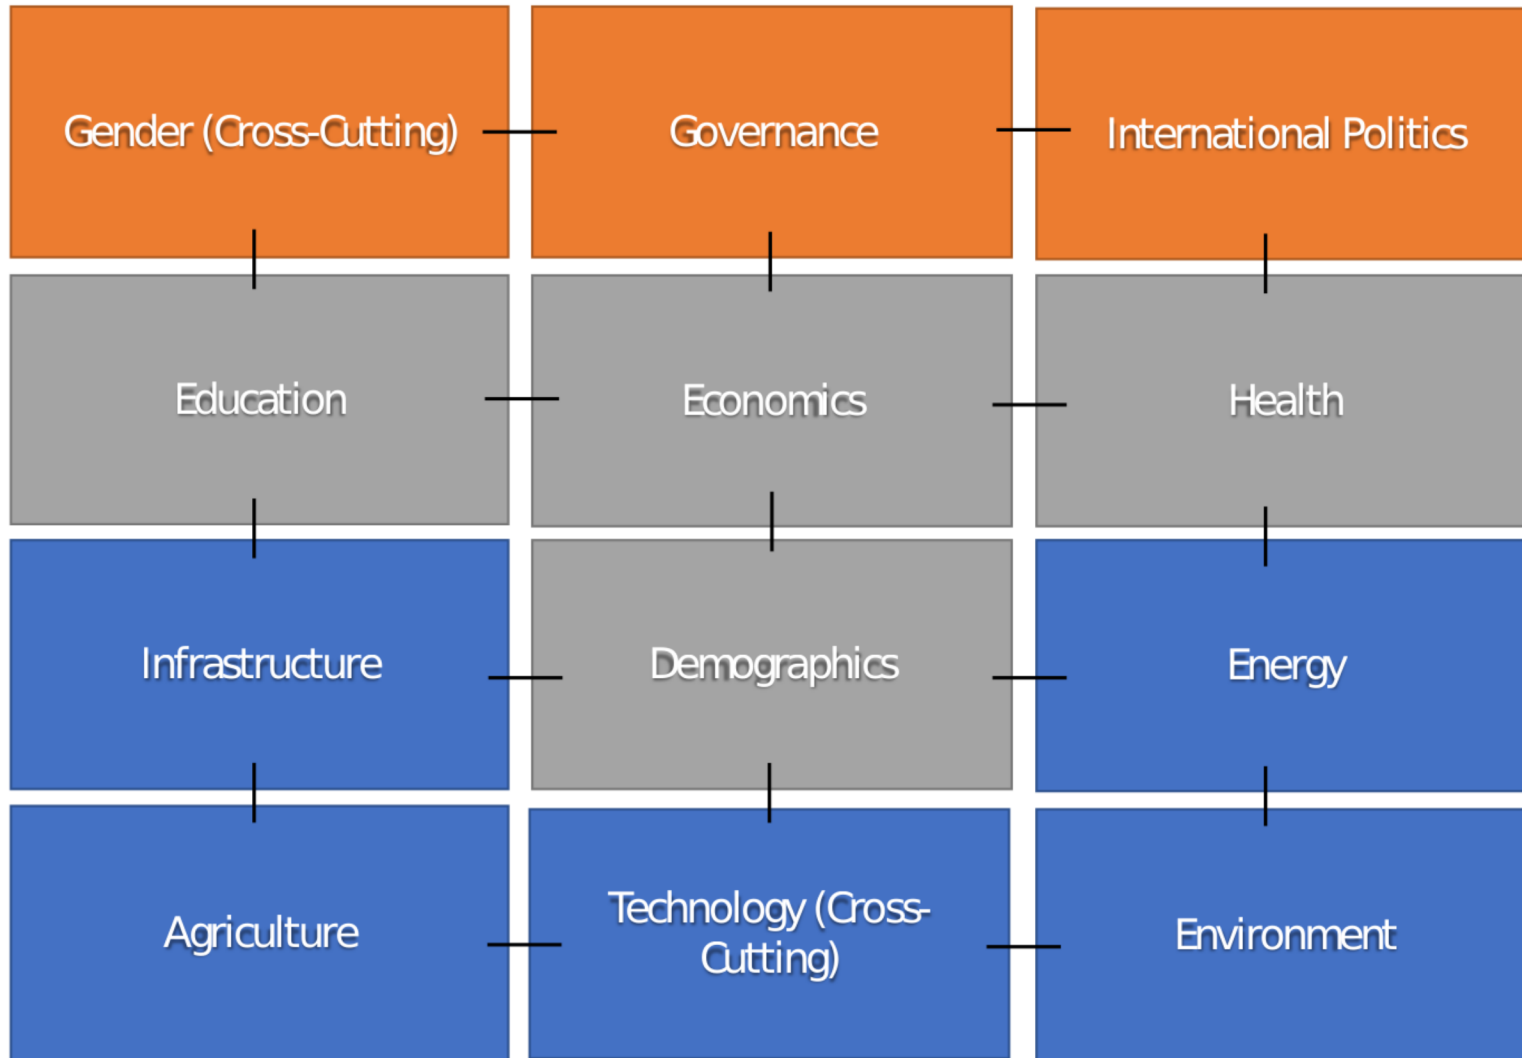 Gender (Cross-Cutting)
Governance
International Politics
Education
Economics
Health
Infrastructure
Demographics
Energy
Agriculture
Technology (Cross-
Cutting)
Environment